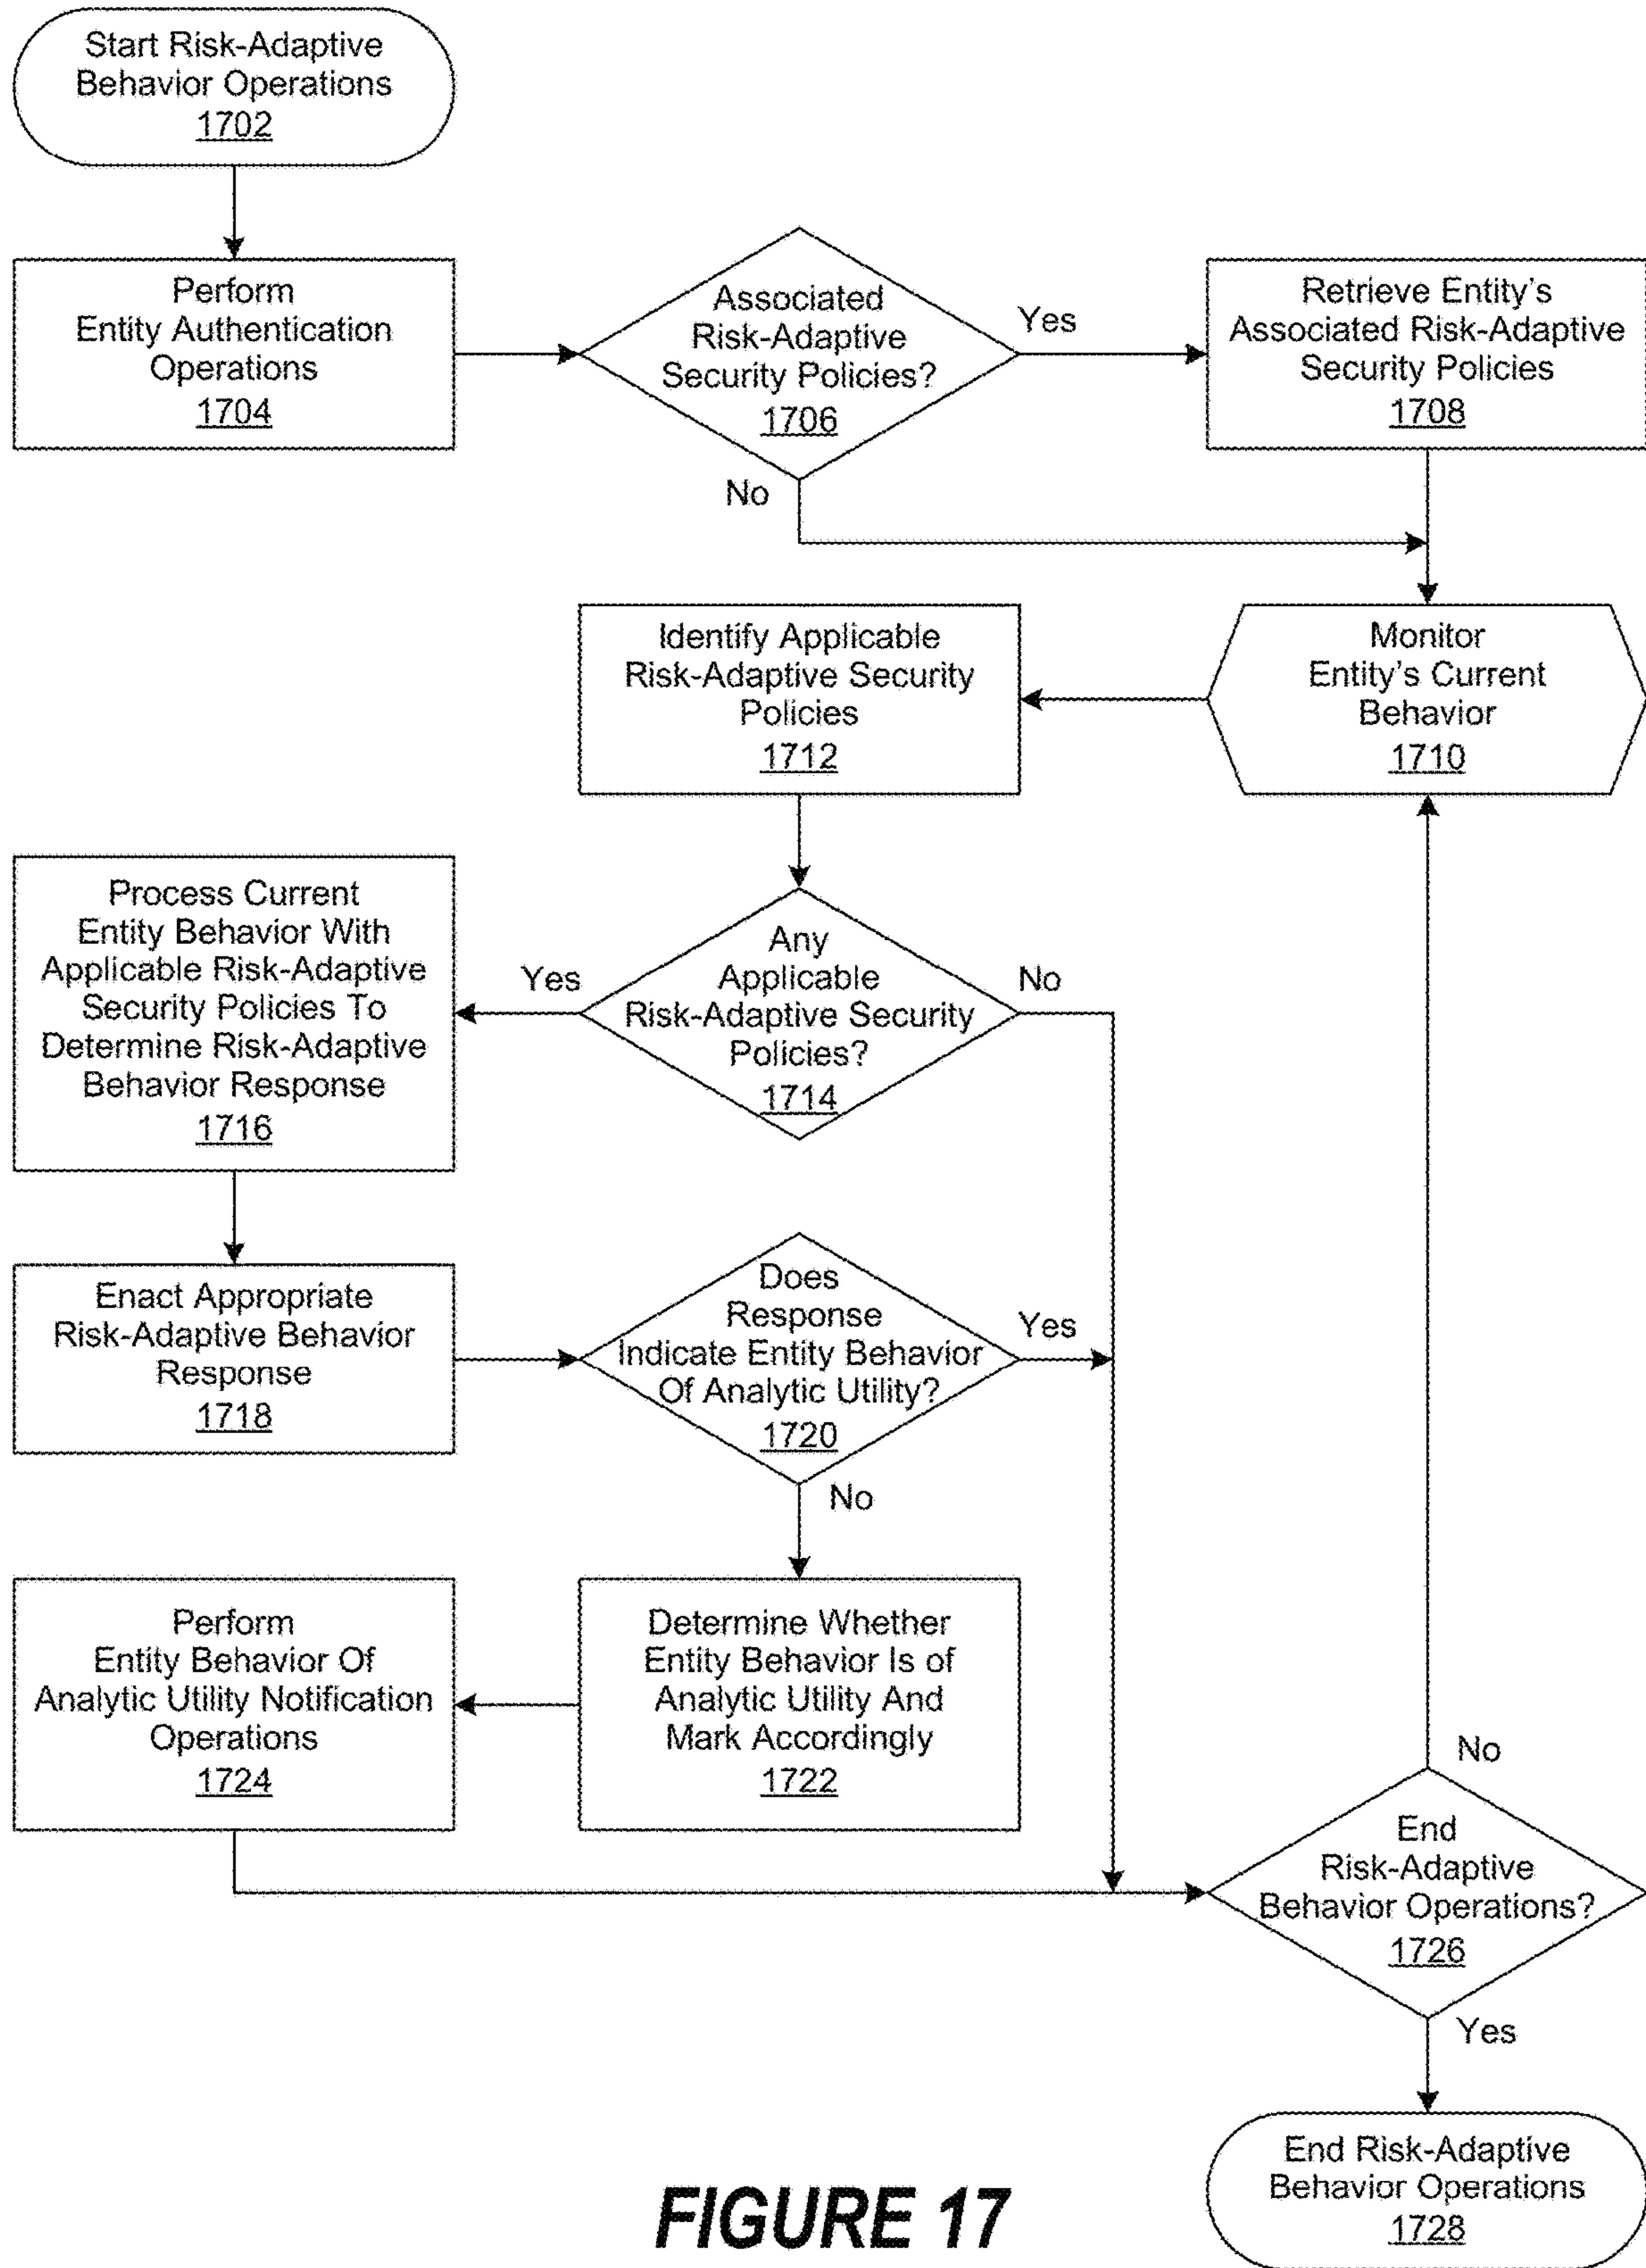 Start Risk-Adaptive
Behavior Operations
1702
Perform
Entity Authentication
Operations
1704
Associated
Risk-Adaptive
Security Policies?
1706
Yes
No
Retrieve Entity's
Associated Risk-Adaptive
Security Policies
1708
Monitor
Entity's Current
Behavior
1710
Identify Applicable
Risk-Adaptive Security
Policies
1712
Any
Applicable
Risk-Adaptive Security
Policies?
1714
Yes
No
Process Current
Entity Behavior With
Applicable Risk-Adaptive
Security Policies To
Determine Risk-Adaptive
Behavior Response
1716
Enact Appropriate
Risk-Adaptive Behavior
Response
1718
Does
Response
Indicate Entity Behavior
Of Analytic Utility?
1720
Yes
No
Determine Whether
Entity Behavior Is of
Analytic Utility And
Mark Accordingly
1722
Perform
Entity Behavior Of
Analytic Utility Notification
Operations
1724
No
End
Risk-Adaptive
Behavior Operations?
1726
Yes
End Risk-Adaptive
Behavior Operations
1728
FIGURE 17